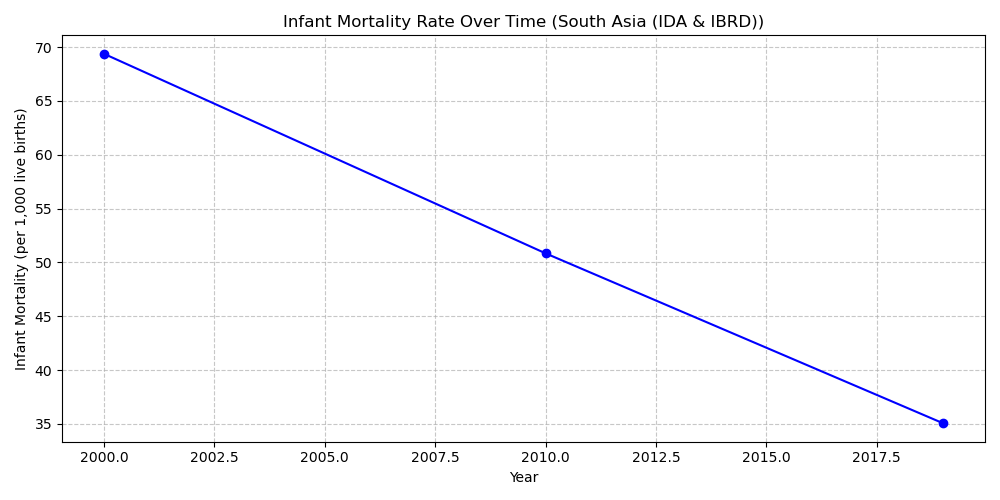 Infant Mortality Rate Over Time (South Asia (IDA & IBRD))
Infant Mortality (per 1,000 live births)
70
65
60
55
50
45
40
35
2000.0 2002.5 2005.0 2007.5 2010.0 2012.5 2015.0 2017.5
Year